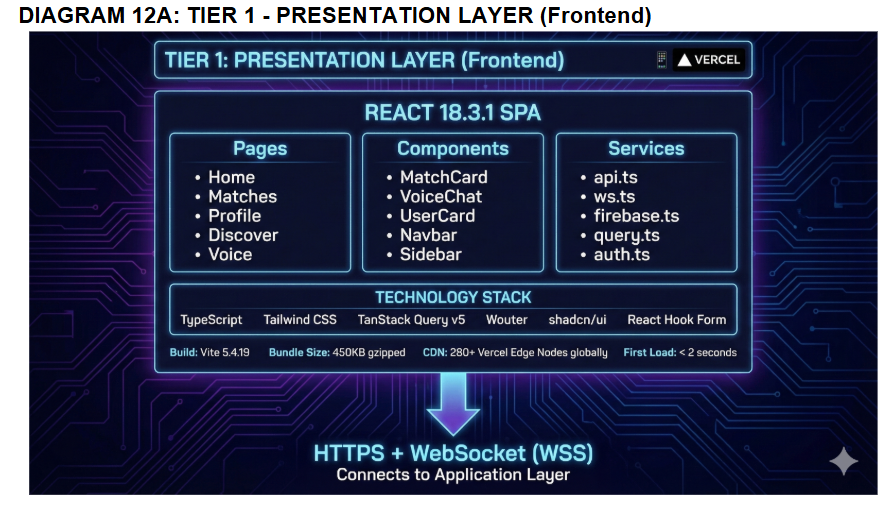 DIAGRAM 12A: TIER 1 - PRESENTATION LAYER (Frontend)
TIER 1: PRESENTATION LAYER (Frontend)
VERCEL
REACT 18.3.1 SPA
Pages
• Home
• Matches
• Profile
• Discover
• Voice
Components
• MatchCard
• VoiceChat
• UserCard
• Navbar
• Sidebar
Services
• api.ts
• ws.ts
• firebase.ts
• query.ts
• auth.ts
TECHNOLOGY STACK
TypeScript Tailwind CSS TanStack Query v5 Wouter shadcn/ui React Hook Form
Build: Vite 5.4.19 Bundle Size: 450KB gzipped CDN: 280+ Vercel Edge Nodes globally First Load: < 2 seconds
HTTPS + WebSocket (WSS)
Connects to Application Layer